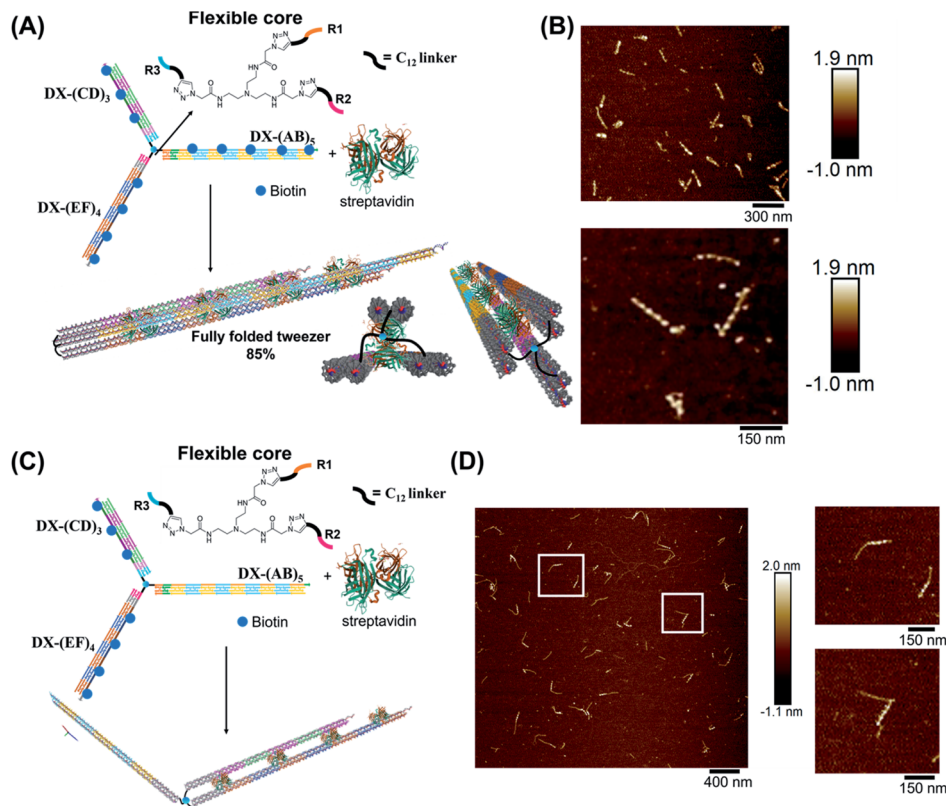 (A)
Flexible core
R1
R3
= C₁₂ linker
DX-(CD)₃
R2
DX-(AB)₅
+
DX-(EF)₄
Biotin
streptavidin
Fully folded tweezer
85%
(B)
1.9 nm
-1.0 nm
300 nm
1.9 nm
-1.0 nm
150 nm
(C)
Flexible core
R1
R3
= C₁₂ linker
DX-(CD)₃
R2
DX-(AB)₅
+
DX-(EF)₄
Biotin
streptavidin
(D)
2.0 nm
-1.1 nm
400 nm
150 nm
150 nm